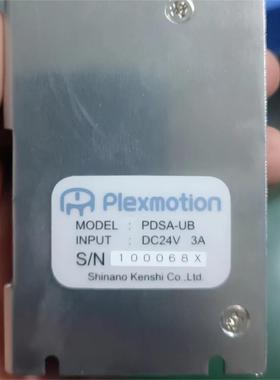 Plexmotion
MODEL : PDSA-UB
INPUT : DC24V 3A
S/N 100068X
Shinano Kenshi Co.,Ltd.